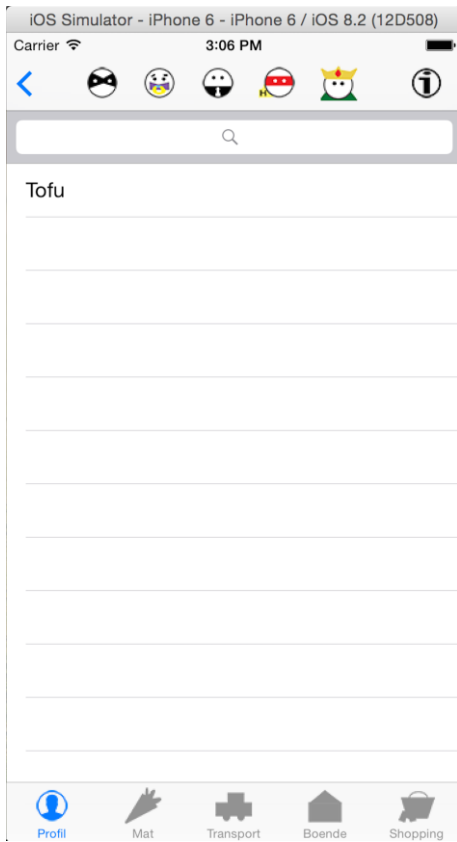 iOS Simulator - iPhone 6 - iPhone 6 / iOS 8.2 (12D508)
Carrier 3:06 PM
H
Tofu
Profil Mat Transport Boende Shopping